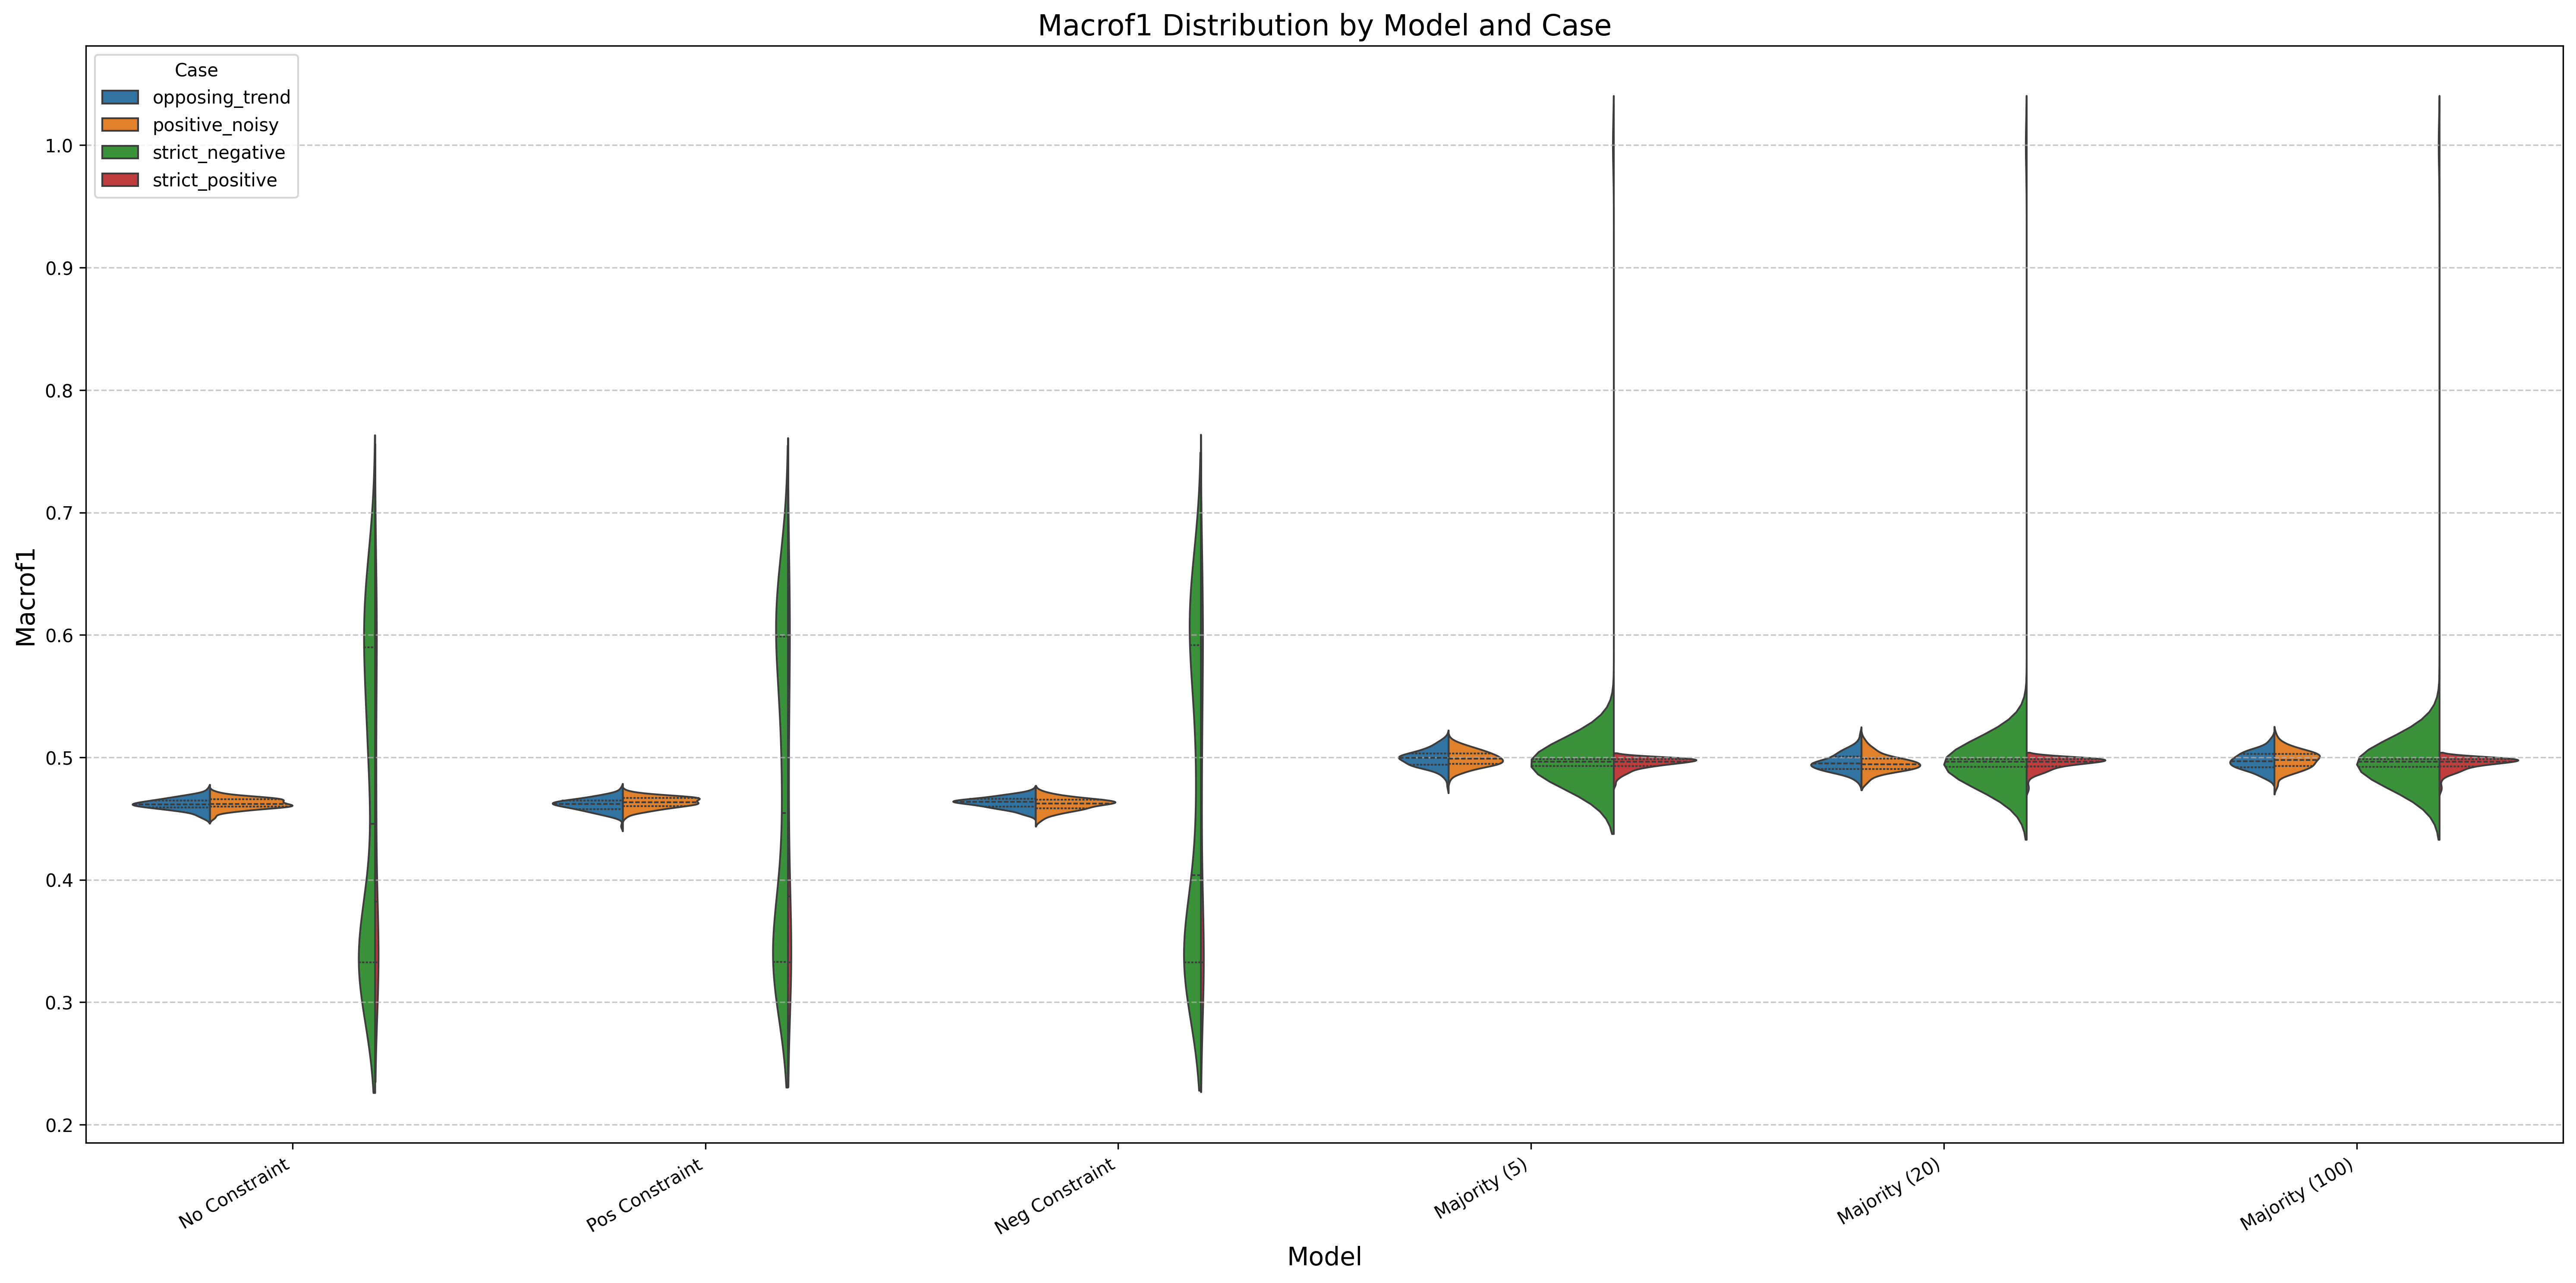 Macrof1 Distribution by Model and Case
Case
opposing_trend
positive_noisy
strict_negative
strict_positive
1.0
0.9
0.8
0.7
0.6
0.5
0.4
0.3
0.2
Macrof1
No Constraint
Pos Constraint
Neg Constraint
Majority (5)
Majority (20)
Majority (100)
Model